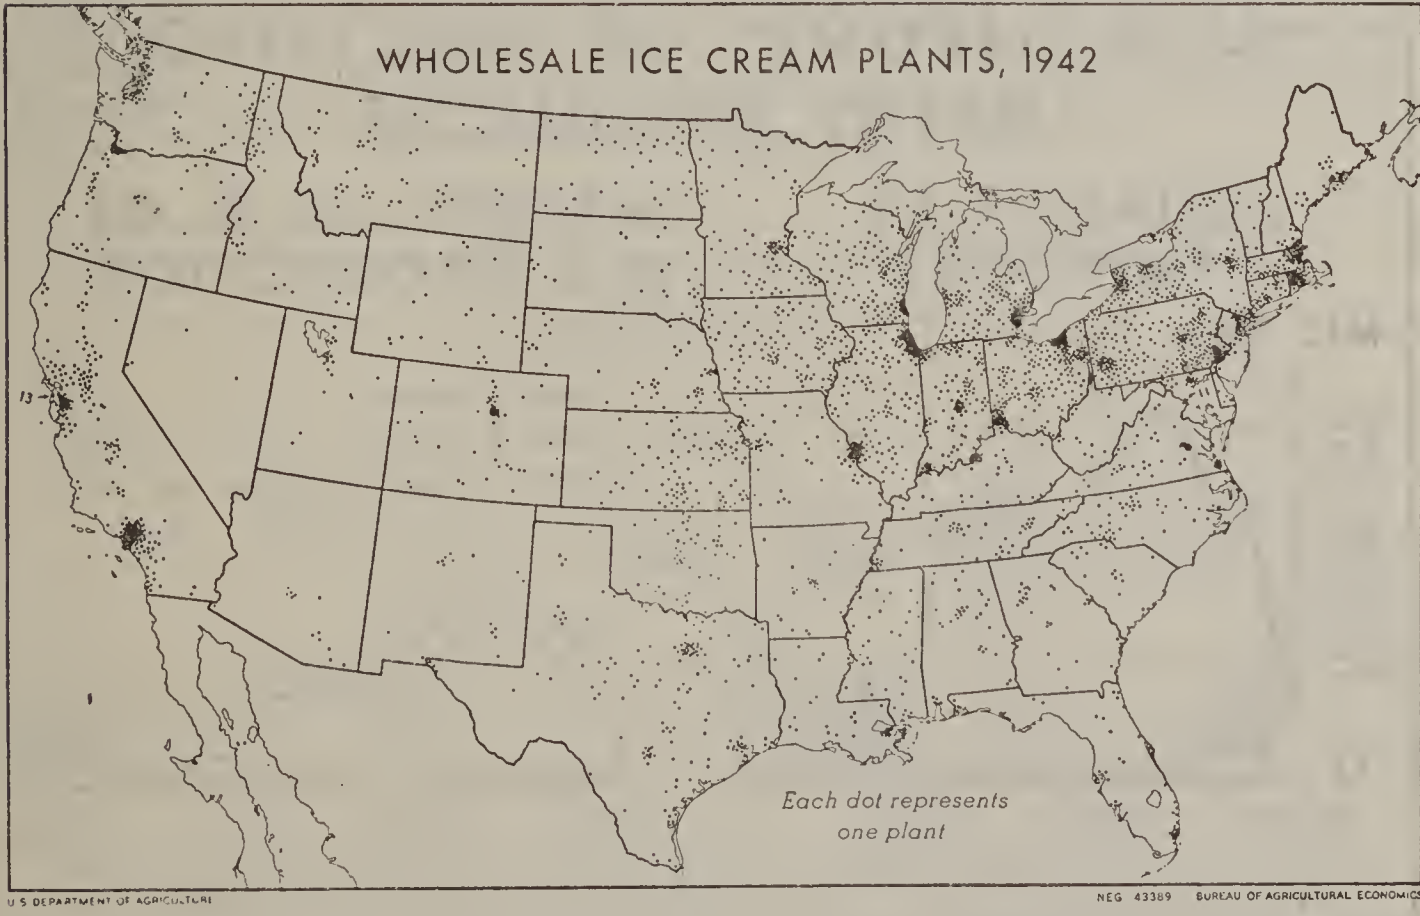 WHOLESALE ICE CREAM PLANTS, 1942
13
Each dot represents
one plant
U S DEPARTMENT OF AGRICULTURE
NEG 43389 BUREAU OF AGRICULTURAL ECONOMICS